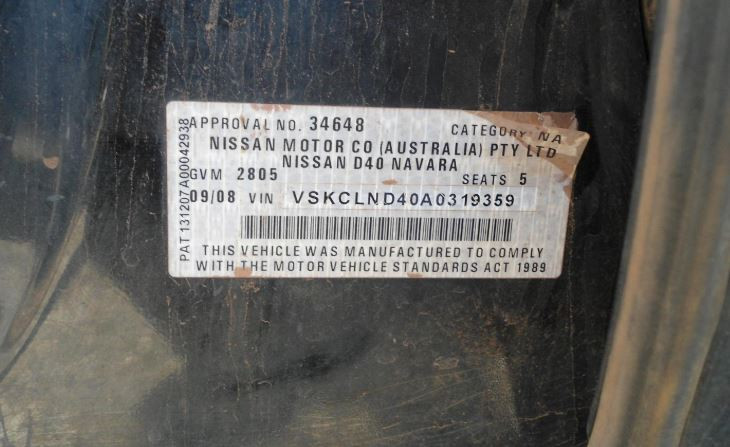 APPROVAL NO. 34648 CATEGORY NA
NISSAN MOTOR CO (AUSTRALIA) PTY LTD
NISSAN D40 NAVARA
GVM 2805 SEATS 5
09/08 VIN VSKCLND40A0319359
THIS VEHICLE WAS MANUFACTURED TO COMPLY
WITH THE MOTOR VEHICLE STANDARDS ACT 1989
PAT 131207A00042938